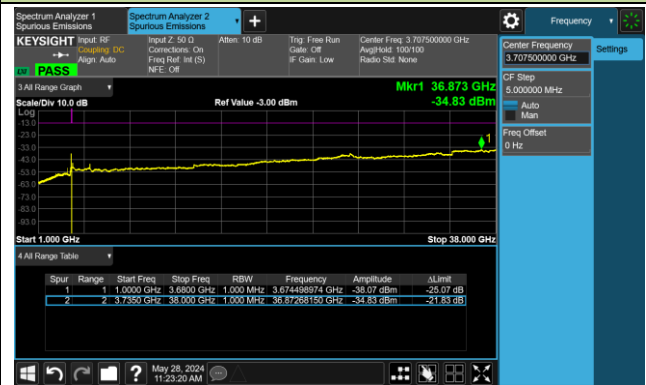 Spectrum Analyzer 1
Spurious Emissions
Spectrum Analyzer 2
Spurious Emissions
Frequency
KEYSIGHT
Input: RF
Coupling: DC
Align: Auto
Input Z: 50 Ω
Corrections: On
Freq Ref: Int (S)
NFE: Off
Atten: 10 dB
Trig: Free Run
Gate: Off
IF Gain: Low
Center Freq: 3.707500000 GHz
Avg|Hold: 100/100
Radio Std: None
PASS
Center Frequency
3.707500000 GHz
Settings
CF Step
5.000000 MHz
Auto
Man
Freq Offset
0 Hz
3 All Range Graph
Mkr1 36.873 GHz
Scale/Div 10.0 dB
Ref Value -3.00 dBm
-34.83 dBm
Log
-13.0
-23.0
-33.0
-43.0
-53.0
-63.0
-73.0
-83.0
-93.0
1
Start 1.000 GHz
Stop 38.000 GHz
4 All Range Table
Spur Range Start Freq Stop Freq RBW Frequency Amplitude ΔLimit
1 1 1.0000 GHz 3.6800 GHz 1.000 MHz 3.674498974 GHz -38.07 dBm -25.07 dB
2 2 3.7350 GHz 38.000 GHz 1.000 MHz 36.87268150 GHz -34.83 dBm -21.83 dB
May 28, 2024
11:23:20 AM